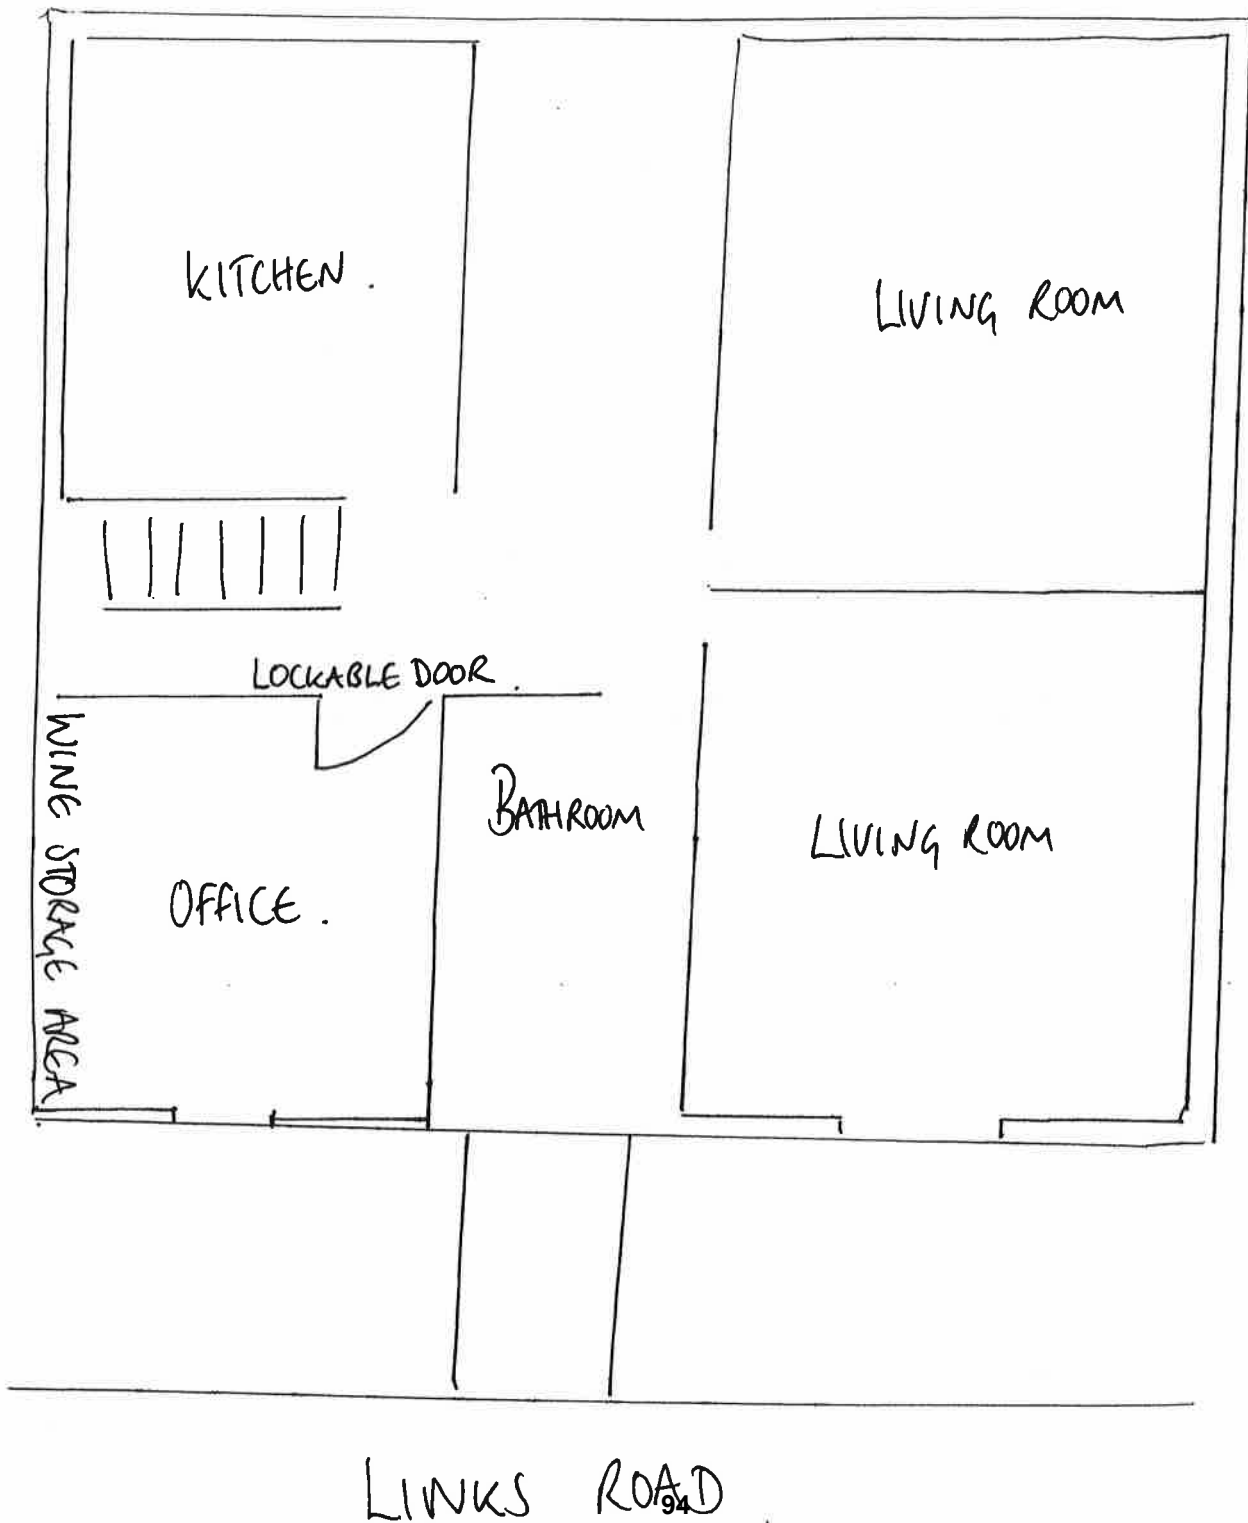 KITCHEN.
LIVING ROOM
LOCKABLE DOOR.
WINE STORAGE AREA
BATHROOM
LIVING ROOM
OFFICE.
LINKS ROAD
94